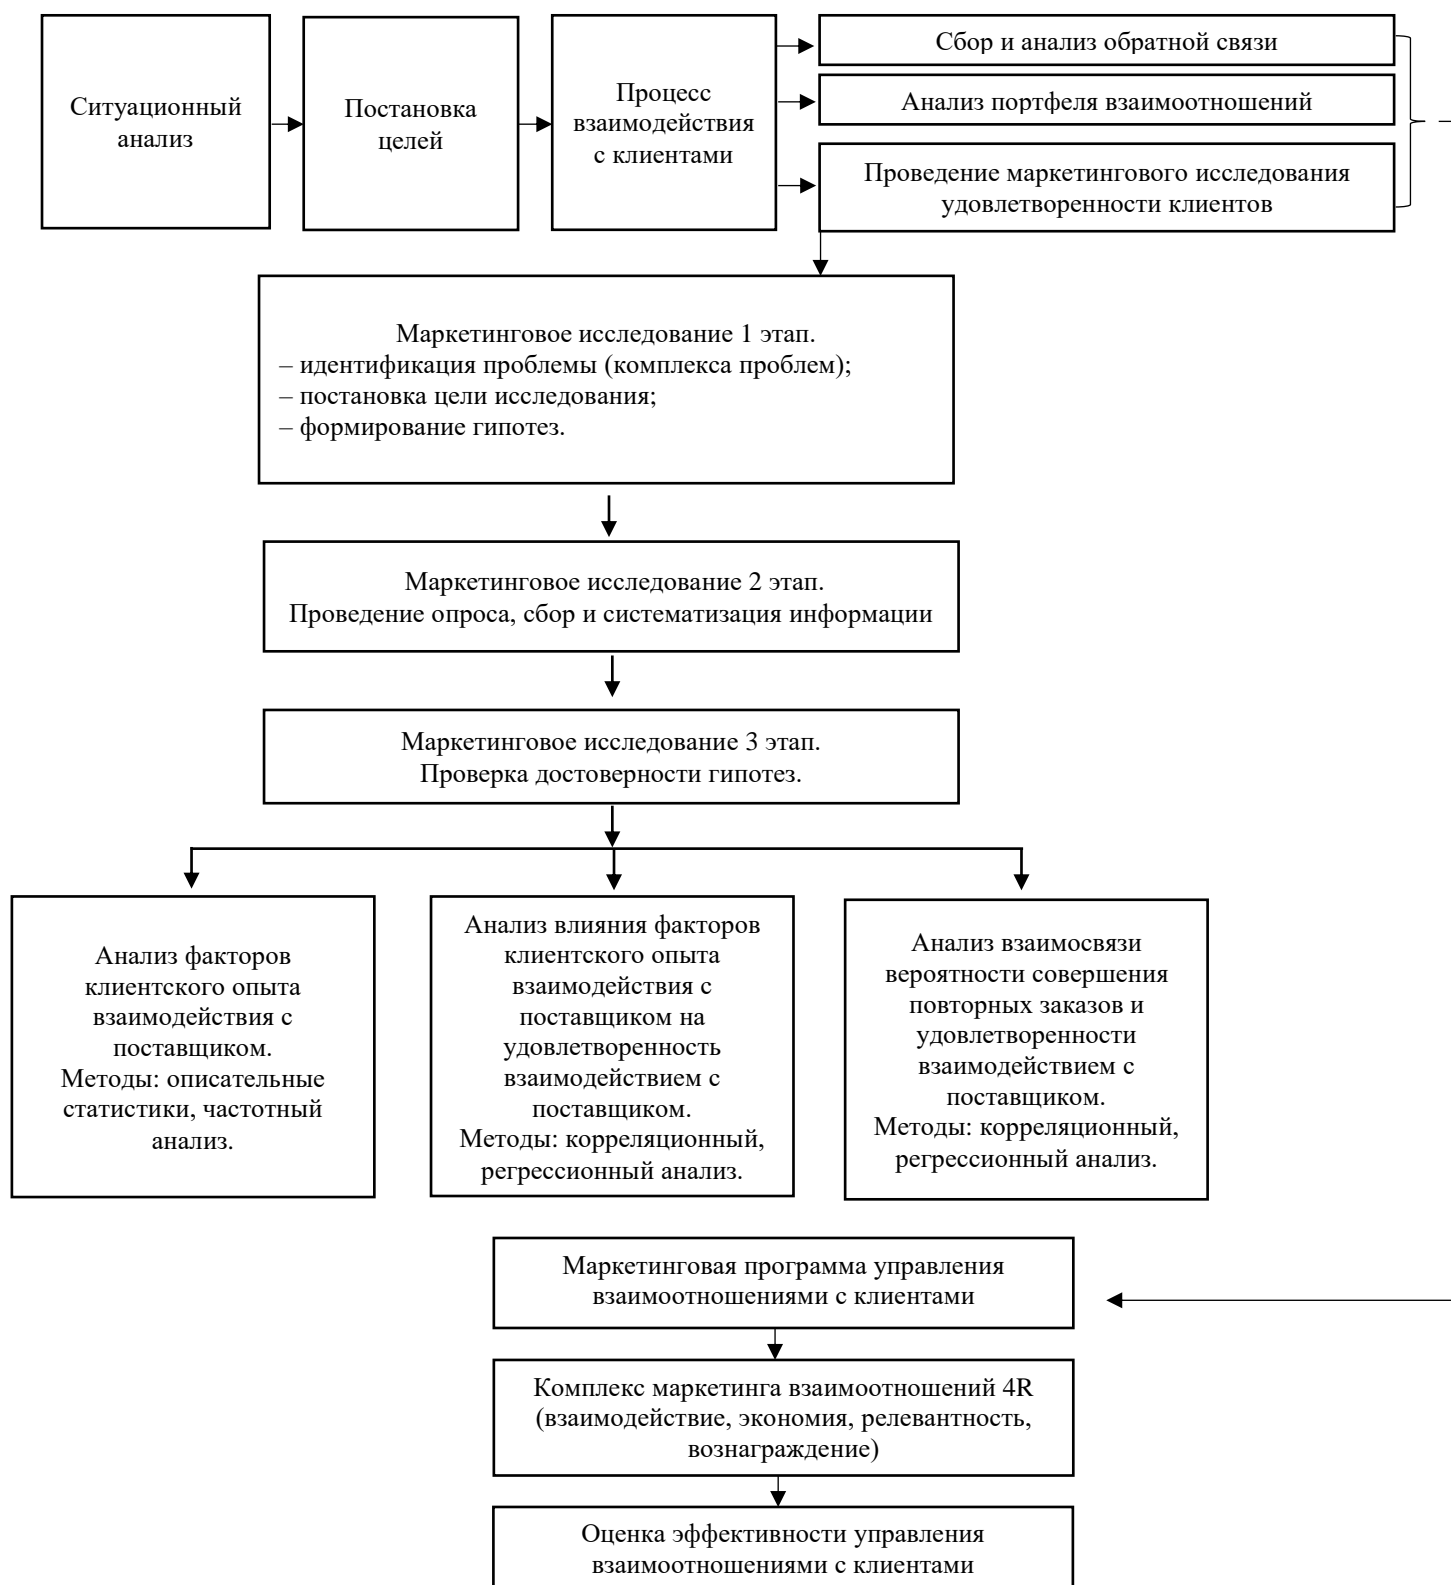 Ситуационный
анализ
Постановка
целей
Процесс
взаимодействия
с клиентами
Сбор и анализ обратной связи
Анализ портфеля взаимоотношений
Проведение маркетингового исследования
удовлетворенности клиентов
Маркетинговое исследование 1 этап.
– идентификация проблемы (комплекса проблем);
– постановка цели исследования;
– формирование гипотез.
Маркетинговое исследование 2 этап.
Проведение опроса, сбор и систематизация информации
Маркетинговое исследование 3 этап.
Проверка достоверности гипотез.
Анализ факторов
клиентского опыта
взаимодействия с
поставщиком.
Методы: описательные
статистики, частотный
анализ.
Анализ влияния факторов
клиентского опыта
взаимодействия с
поставщиком на
удовлетворенность
взаимодействием с
поставщиком.
Методы: корреляционный,
регрессионный анализ.
Анализ взаимосвязи
вероятности совершения
повторных заказов и
удовлетворенности
взаимодействием с
поставщиком.
Методы: корреляционный,
регрессионный анализ.
Маркетинговая программа управления
взаимоотношениями с клиентами
Комплекс маркетинга взаимоотношений 4R
(взаимодействие, экономия, релевантность,
вознаграждение)
Оценка эффективности управления
взаимоотношениями с клиентами